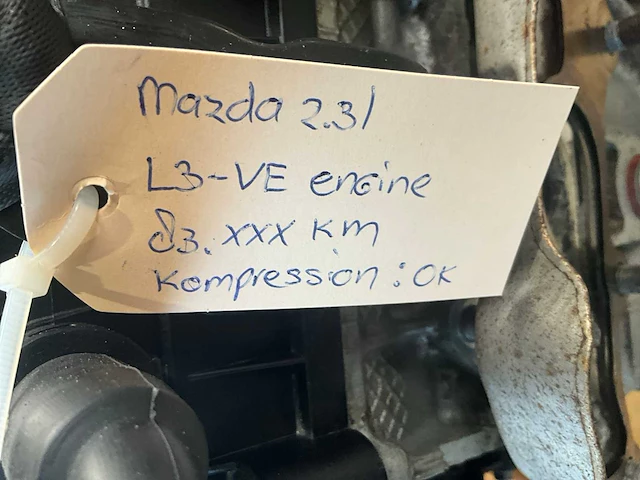 Mazda 2.3l
L3-VE engine
83.xxx km
Kompression : OK